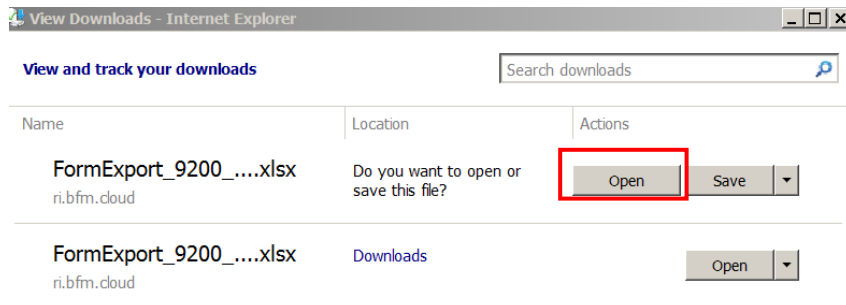 View Downloads - Internet Explorer
View and track your downloads
Search downloads
Name Location Actions
FormExport_9200_....xlsx
ri.bfm.cloud
Do you want to open or
save this file?
Open Save
FormExport_9200_....xlsx
ri.bfm.cloud
Downloads
Open